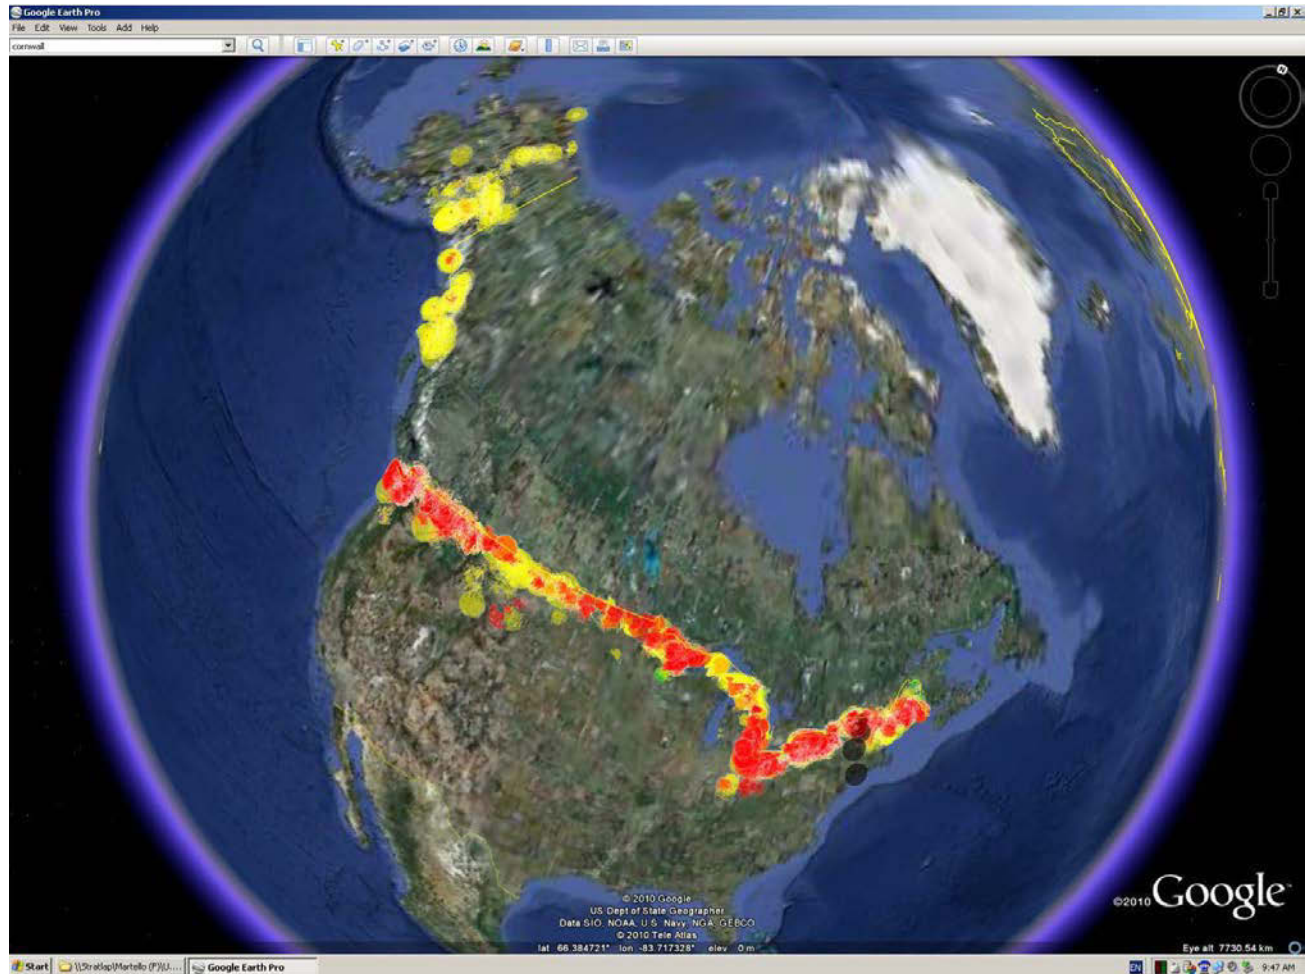 Google Earth Pro
File Edit View Tools Add Help
cornwall
N
© 2010 Google
US Dept of State Geographer
Data SIO, NOAA, U.S. Navy, NGA, GEBCO
© 2010 Tele Atlas
©2010 Google
lat 66.384721° lon -83.717328° elev 0 m
Eye alt 7730.54 km
Start
Google Earth Pro
EN
9:47 AM